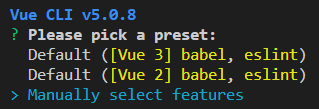 Vue CLI v5.0.8
? Please pick a preset:
Default ([Vue 3] babel, eslint)
Default ([Vue 2] babel, eslint)
> Manually select features